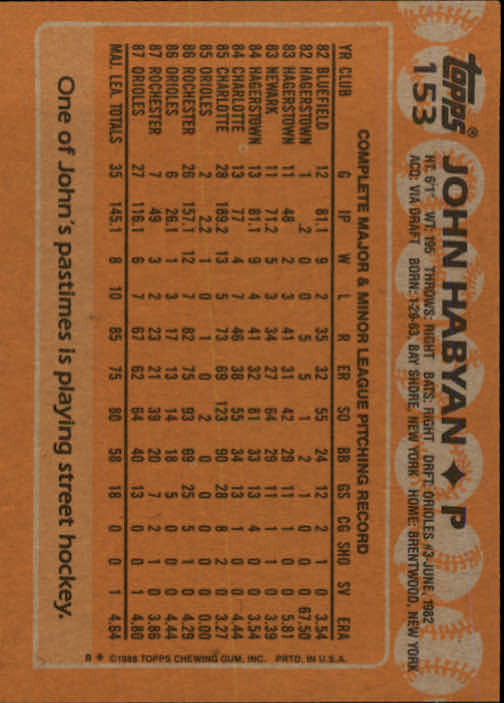 topps
153 JOHN HABYAN ✦ P
HT: 6'1" WT: 195 THROWS: RIGHT BATS: RIGHT DRFT: ORIOLES #3-JUNE, 1982
ACQ: VIA DRAFT BORN: 1-29-63, BAY SHORE, NEW YORK HOME: BRENTWOOD, NEW YORK
COMPLETE MAJOR & MINOR LEAGUE PITCHING RECORD
YR CLUB G IP W L R ER SO BB GS CG SHO SV ERA
82 BLUEFIELD 12 81.1 9 2 35 32 55 24 12 2 1 0 3.54
82 HAGERSTOWN 1 .2 0 0 5 5 1 2 1 0 0 0 67.50
83 HAGERSTOWN 11 48 2 3 41 31 42 29 11 1 0 0 5.81
83 NEWARK 11 71.2 5 3 34 27 64 29 11 1 0 0 3.39
84 HAGERSTOWN 13 81.1 9 4 41 32 81 33 13 4 0 0 3.54
84 CHARLOTTE 13 77 4 7 46 38 55 34 13 1 0 0 4.44
85 CHARLOTTE 28 189.2 13 5 73 69 123 90 28 8 2 0 3.27
85 ORIOLES 2 2.2 1 0 1 0 2 0 0 0 0 0 0.00
86 ROCHESTER 26 157.1 12 7 82 75 93 69 25 5 1 0 4.29
86 ORIOLES 6 26.1 1 3 17 13 14 18 5 0 0 0 4.44
87 ROCHESTER 7 49 3 2 23 21 39 20 7 2 1 0 3.86
87 ORIOLES 27 116.1 6 7 67 62 64 40 13 0 0 1 4.80
MAJ. LEA. TOTALS 35 145.1 8 10 85 75 80 58 18 0 0 1 4.64
B ✦ ©1988 TOPPS CHEWING GUM, INC. PRTD. IN U.S.A.
One of John's pastimes is playing street hockey.